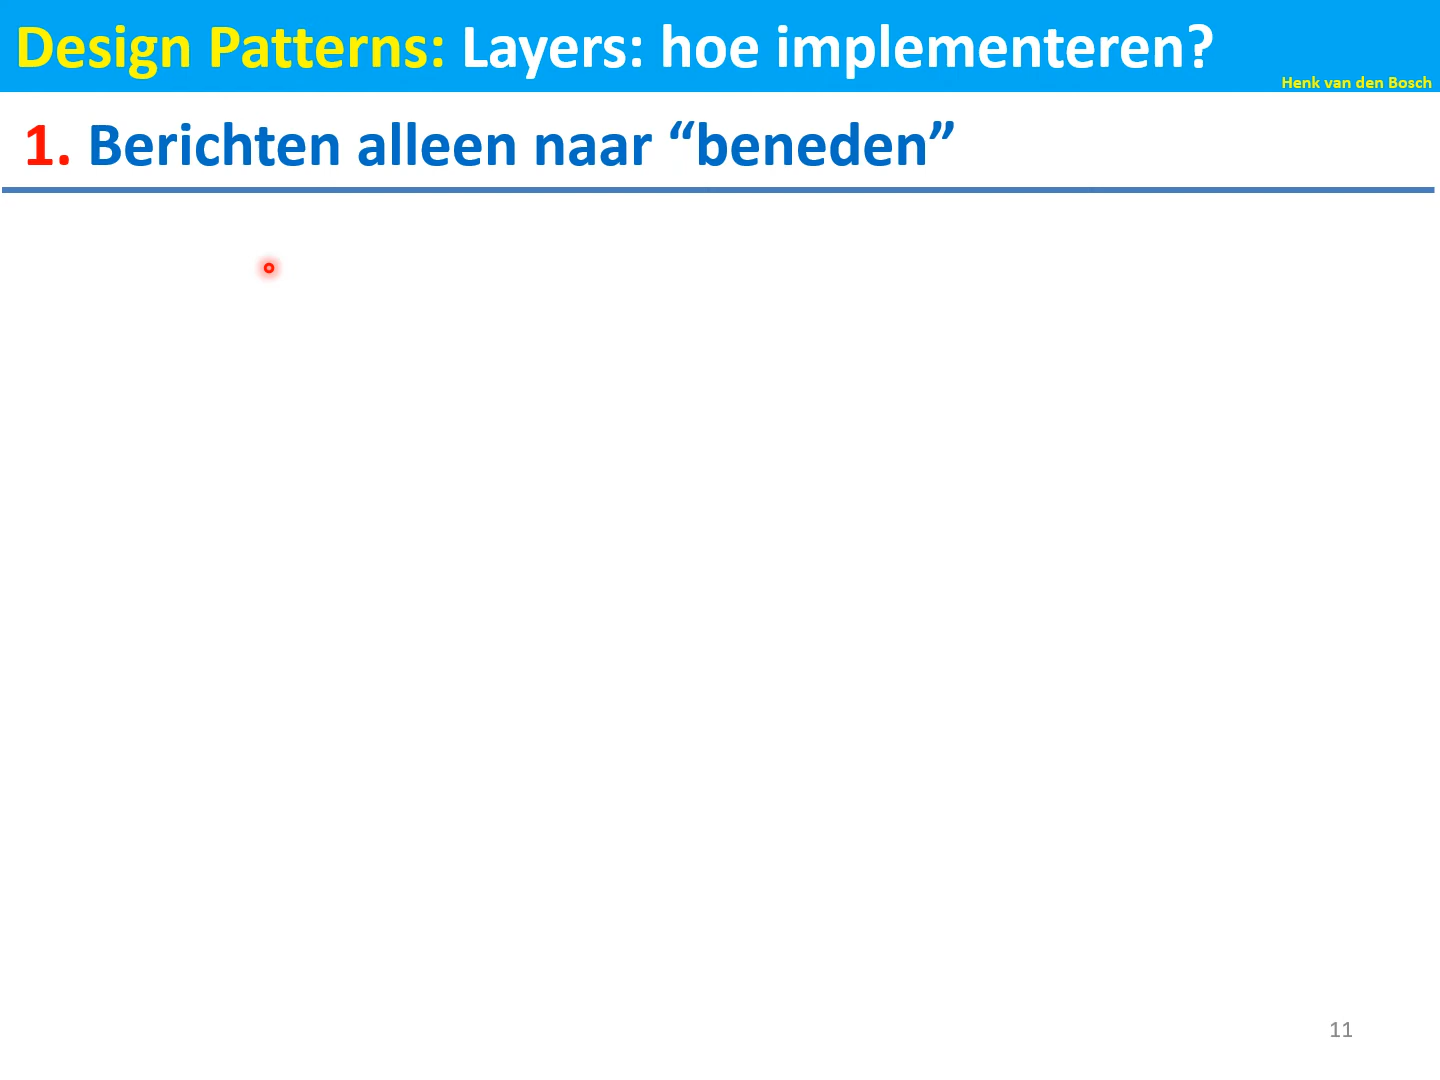 Design Patterns: Layers: hoe implementeren?
Henk van den Bosch
1. Berichten alleen naar “beneden”
11